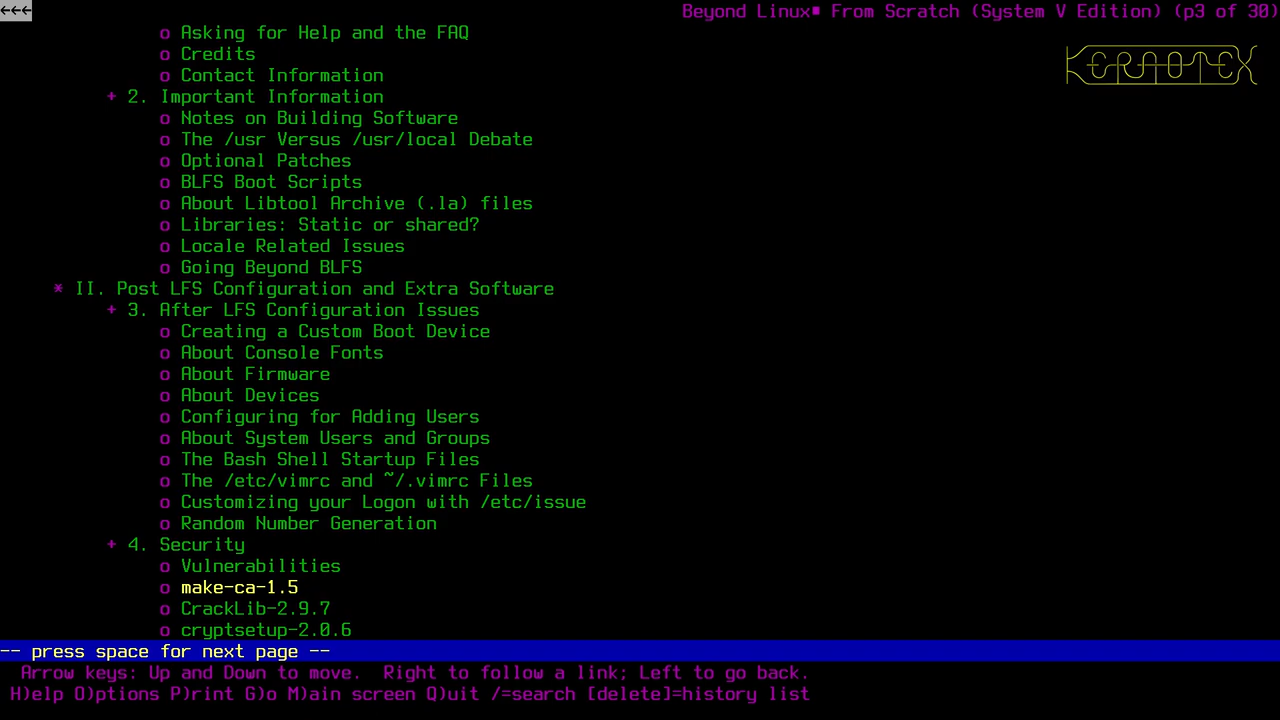 ←←← Beyond Linux® From Scratch (System V Edition) (p3 of 30)
o Asking for Help and the FAQ
KERNOTEX
o Credits
o Contact Information
+ 2. Important Information
o Notes on Building Software
o The /usr Versus /usr/local Debate
o Optional Patches
o BLFS Boot Scripts
o About Libtool Archive (.la) files
o Libraries: Static or shared?
o Locale Related Issues
o Going Beyond BLFS
* II. Post LFS Configuration and Extra Software
+ 3. After LFS Configuration Issues
o Creating a Custom Boot Device
o About Console Fonts
o About Firmware
o About Devices
o Configuring for Adding Users
o About System Users and Groups
o The Bash Shell Startup Files
o The /etc/vimrc and ~/.vimrc Files
o Customizing your Logon with /etc/issue
o Random Number Generation
+ 4. Security
o Vulnerabilities
o make-ca-1.5
o CrackLib-2.9.7
o cryptsetup-2.0.6
-- press space for next page --
Arrow keys: Up and Down to move. Right to follow a link; Left to go back.
H)elp O)ptions P)rint G)o M)ain screen Q)uit /=search [delete]=history list